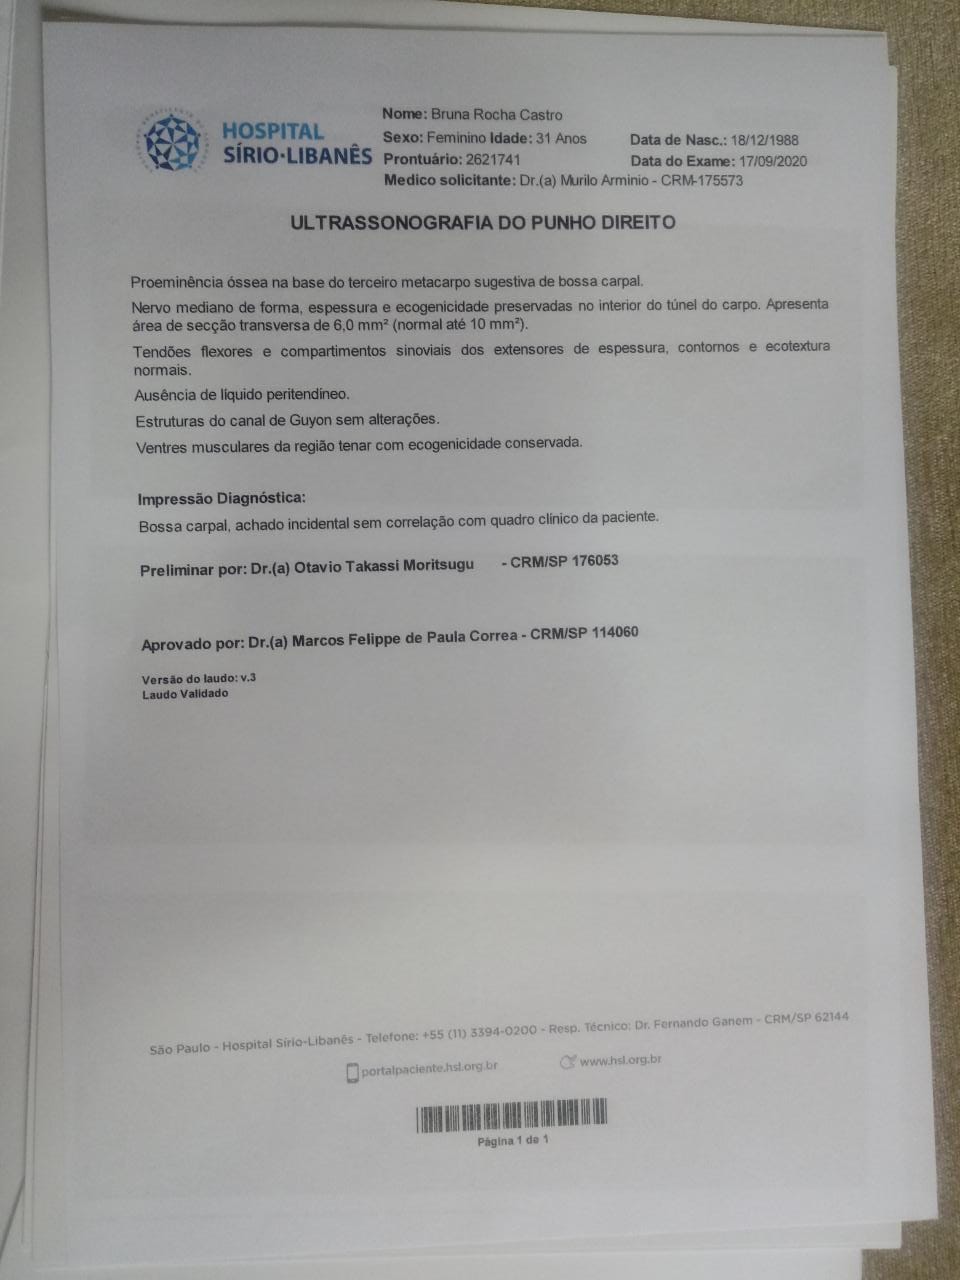 HOSPITAL
SÍRIO·LIBANÊS
Nome: Bruna Rocha Castro
Sexo: Feminino Idade: 31 Anos Data de Nasc.: 18/12/1988
Prontuário: 2621741 Data do Exame: 17/09/2020
Medico solicitante: Dr.(a) Murilo Arminio - CRM-175573
ULTRASSONOGRAFIA DO PUNHO DIREITO
Proeminência óssea na base do terceiro metacarpo sugestiva de bossa carpal.
Nervo mediano de forma, espessura e ecogenicidade preservadas no interior do túnel do carpo. Apresenta
área de secção transversa de 6,0 mm² (normal até 10 mm²).
Tendões flexores e compartimentos sinoviais dos extensores de espessura, contornos e ecotextura
normais.
Ausência de líquido peritendíneo.
Estruturas do canal de Guyon sem alterações.
Ventres musculares da região tenar com ecogenicidade conservada.
Impressão Diagnóstica:
Bossa carpal, achado incidental sem correlação com quadro clínico da paciente.
Preliminar por: Dr.(a) Otavio Takassi Moritsugu - CRM/SP 176053
Aprovado por: Dr.(a) Marcos Felippe de Paula Correa - CRM/SP 114060
Versão do laudo: v.3
Laudo Validado
São Paulo - Hospital Sírio-Libanês - Telefone: +55 (11) 3394-0200 - Resp. Técnico: Dr. Fernando Ganem - CRM/SP 62144
portalpaciente.hsl.org.br www.hsl.org.br
Página 1 de 1